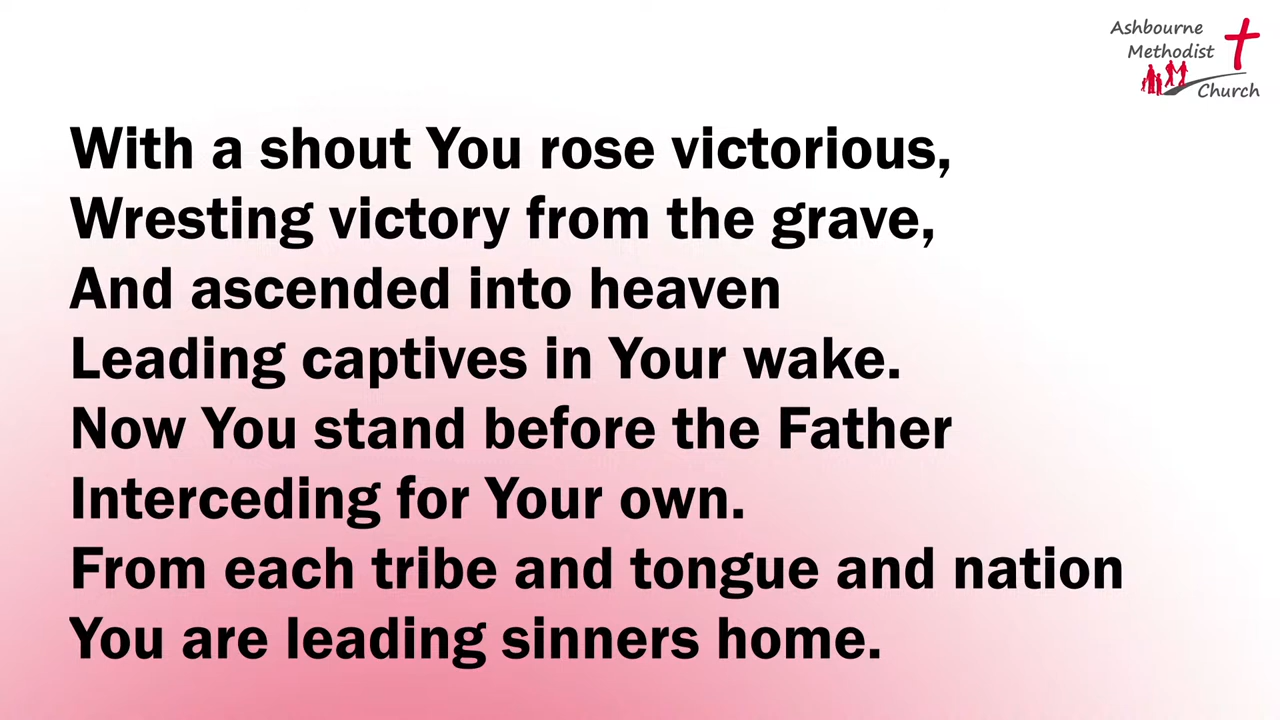 Ashbourne
Methodist
Church
With a shout You rose victorious,
Wresting victory from the grave,
And ascended into heaven
Leading captives in Your wake.
Now You stand before the Father
Interceding for Your own.
From each tribe and tongue and nation
You are leading sinners home.